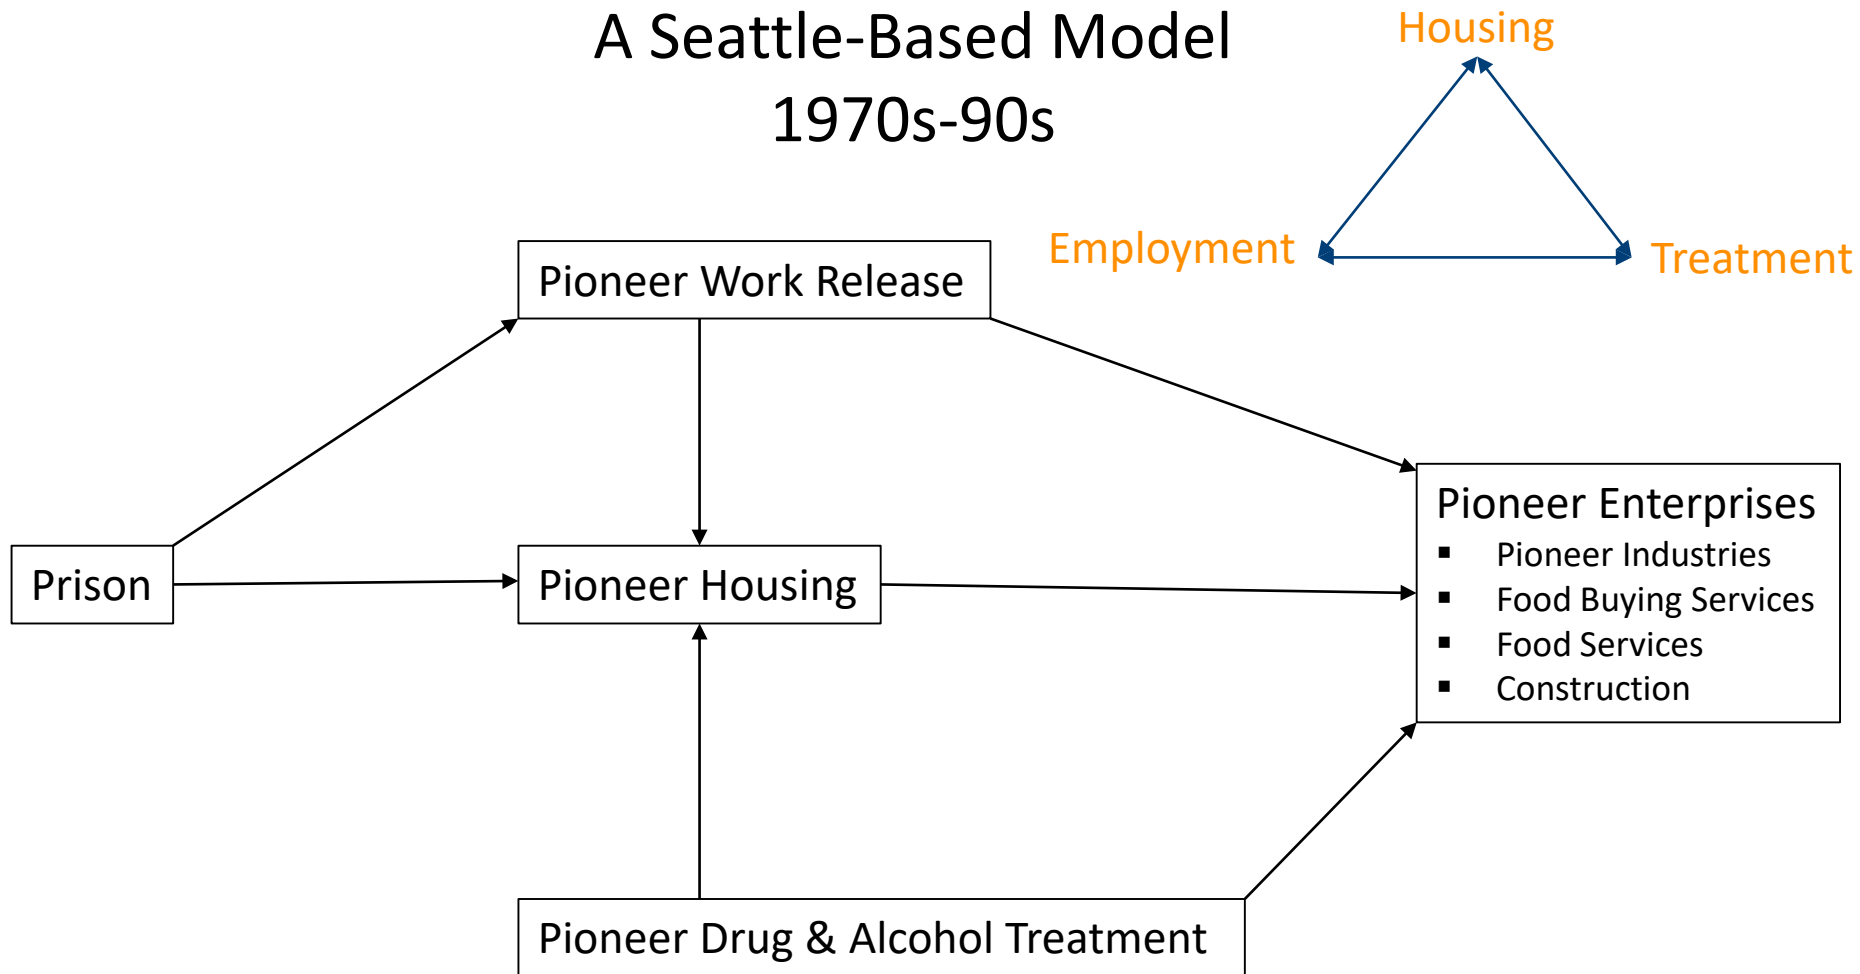 A Seattle-Based Model
1970s-90s
Housing
Employment
Treatment
Pioneer Work Release
Prison
Pioneer Housing
Pioneer Enterprises
▪ Pioneer Industries
▪ Food Buying Services
▪ Food Services
▪ Construction
Pioneer Drug & Alcohol Treatment